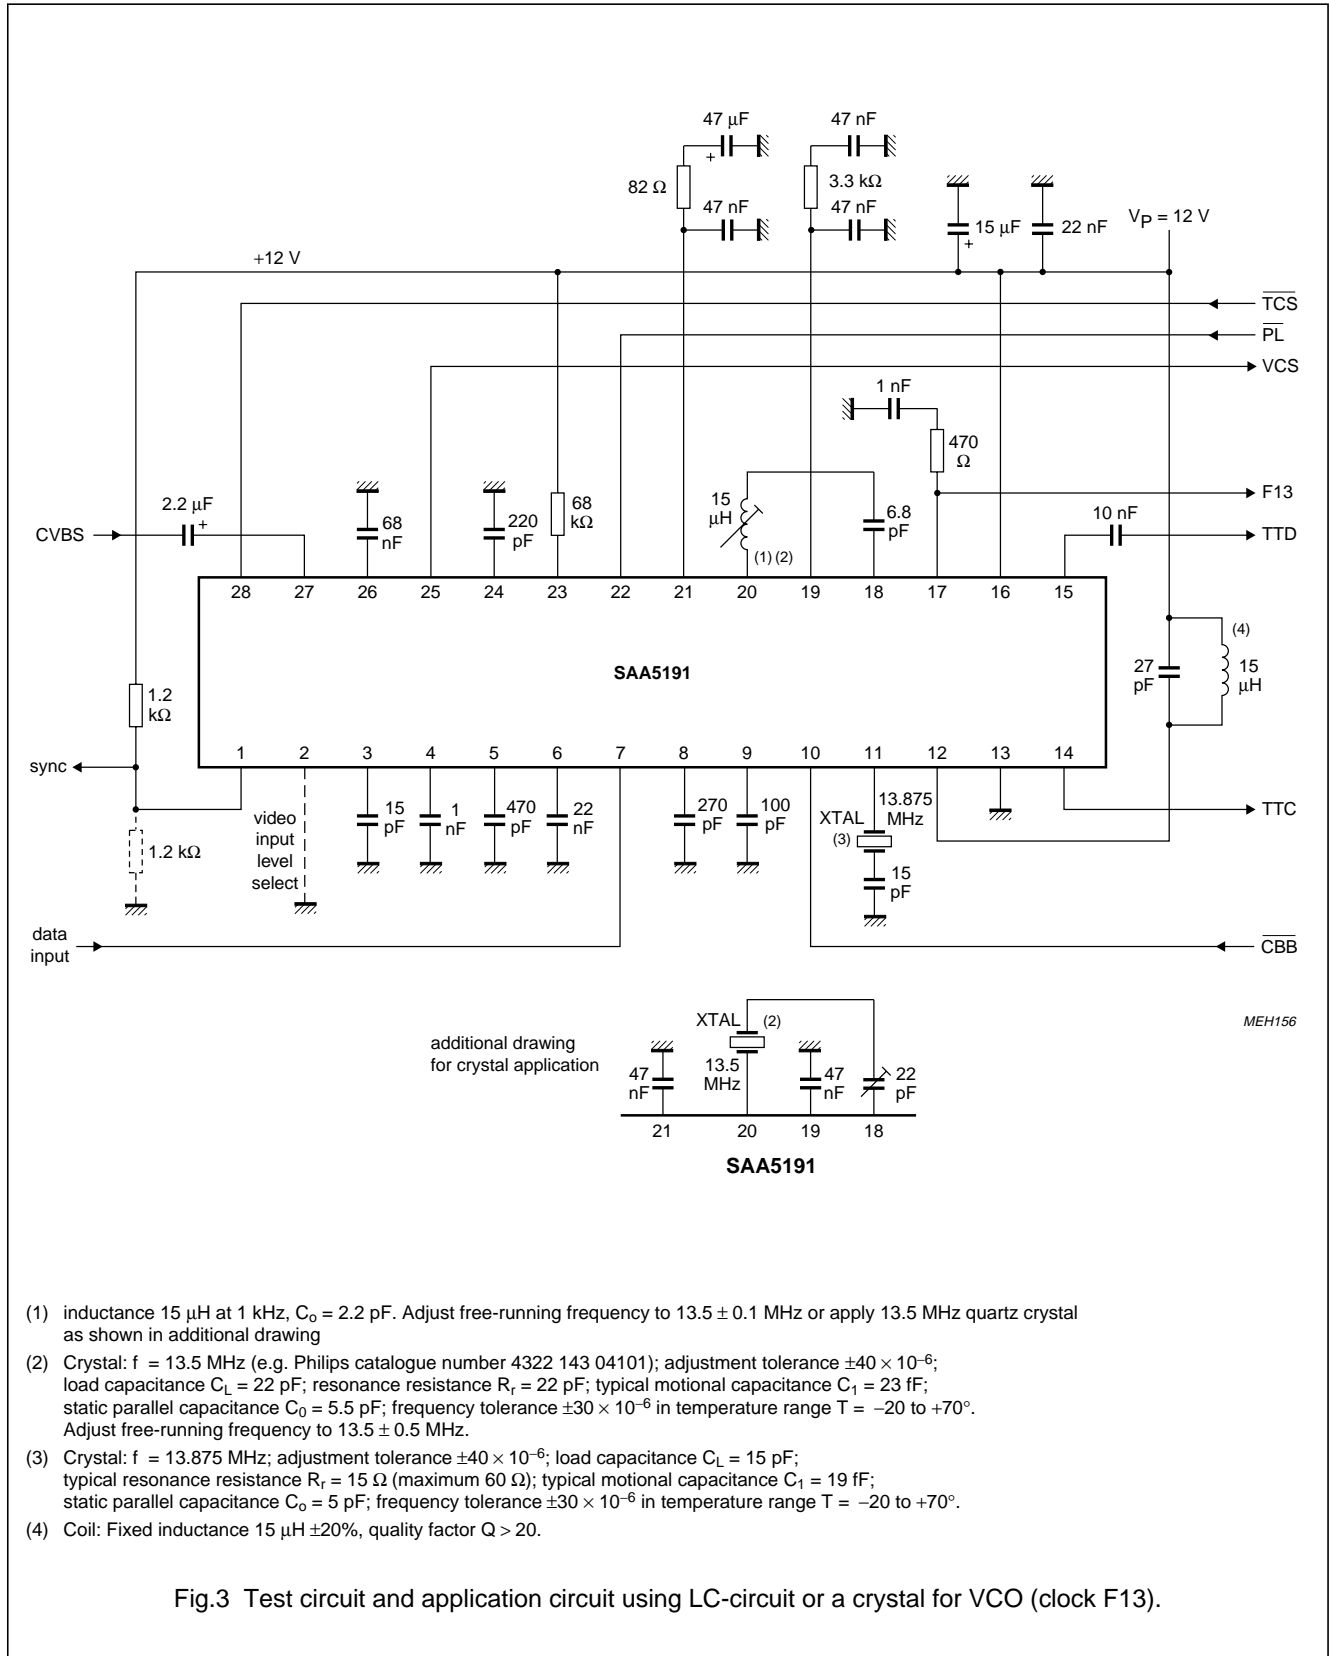 47 μF
47 nF
82 Ω
3.3 kΩ
47 nF
47 nF
+
15 μF
+
22 nF
VP = 12 V
+12 V
TCS
PL
VCS
1 nF
470
Ω
F13
2.2 μF
+
CVBS
68
nF
220
pF
68
kΩ
15
μH
(1) (2)
6.8
pF
10 nF
TTD
28 27 26 25 24 23 22 21 20 19 18 17 16 15
SAA5191
(4)
27
pF
15
μH
1.2
kΩ
1 2 3 4 5 6 7 8 9 10 11 12 13 14
sync
1.2 kΩ
video
input
level
select
15
pF
1
nF
470
pF
22
nF
270
pF
100
pF
XTAL
(3)
13.875
MHz
15
pF
TTC
data
input
CBB
MEH156
additional drawing
for crystal application
XTAL (2)
47
nF
13.5
MHz
47
nF
22
pF
21 20 19 18
SAA5191
(1) inductance 15 μH at 1 kHz, Co = 2.2 pF. Adjust free-running frequency to 13.5 ± 0.1 MHz or apply 13.5 MHz quartz crystal
as shown in additional drawing
(2) Crystal: f = 13.5 MHz (e.g. Philips catalogue number 4322 143 04101); adjustment tolerance ±40 × 10−6;
load capacitance CL = 22 pF; resonance resistance Rr = 22 pF; typical motional capacitance C1 = 23 fF;
static parallel capacitance C0 = 5.5 pF; frequency tolerance ±30 × 10−6 in temperature range T = −20 to +70°.
Adjust free-running frequency to 13.5 ± 0.5 MHz.
(3) Crystal: f = 13.875 MHz; adjustment tolerance ±40 × 10−6; load capacitance CL = 15 pF;
typical resonance resistance Rr = 15 Ω (maximum 60 Ω); typical motional capacitance C1 = 19 fF;
static parallel capacitance Co = 5 pF; frequency tolerance ±30 × 10−6 in temperature range T = −20 to +70°.
(4) Coil: Fixed inductance 15 μH ±20%, quality factor Q > 20.
Fig.3 Test circuit and application circuit using LC-circuit or a crystal for VCO (clock F13).